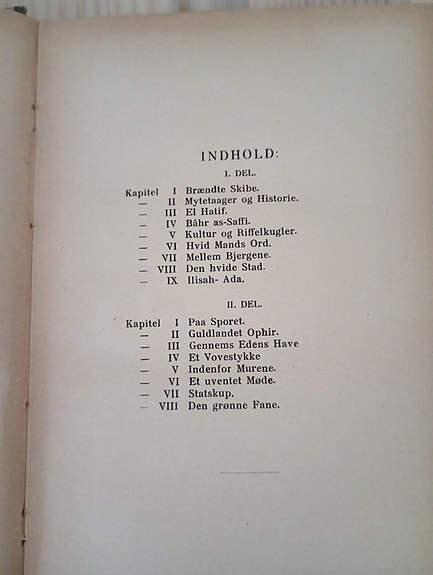 INDHOLD:
I. DEL.
Kapitel I Brændte Skibe.
— II Mytetaager og Historie.
— III El Hatif.
— IV Båhr as-Saffi.
— V Kultur og Riffelkugler.
— VI Hvid Mands Ord.
— VII Mellem Bjergene.
— VIII Den hvide Stad.
— IX Ilisah- Ada.
II. DEL.
Kapitel I Paa Sporet.
— II Guldlandet Ophir.
— III Gennems Edens Have
— IV Et Vovestykke
— V Indenfor Murene.
— VI Et uventet Møde.
— VII Statskup.
— VIII Den grønne Fane.